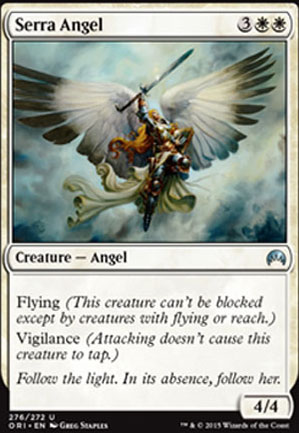 Serra Angel 3
Creature — Angel
Flying (This creature can't be blocked
except by creatures with flying or reach.)
Vigilance (Attacking doesn't cause this
creature to tap.)
Follow the light. In its absence, follow her.
4/4
276/272 U
ORI • EN GREG STAPLES
™ & © 2015 Wizards of the Coast